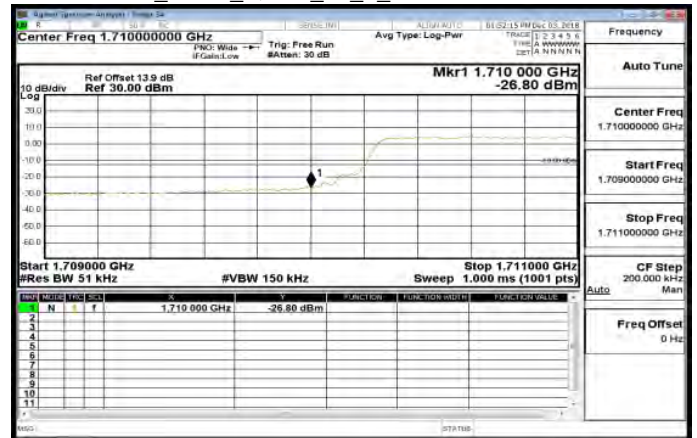 Agilent Spectrum Analyzer - Swept SA
R
50 Ω
SENSE:INT
ALIGN AUTO
01:52:15 PM Dec 03, 2018
Center Freq 1.710000000 GHz
PNO: Wide
IFGain:Low
Trig: Free Run
#Atten: 30 dB
Avg Type: Log-Pwr
TRACE 1 2 3 4 5 6
TYPE A WWWWW
DET A NNNNN
Frequency
Auto Tune
Ref Offset 13.9 dB
Ref 30.00 dBm
Mkr1 1.710 000 GHz
-26.80 dBm
10 dB/div
Log
20.0
10.0
0.00
-10.0
-20.0
-30.0
-40.0
-50.0
-60.0
1
Center Freq
1.710000000 GHz
Start Freq
1.709000000 GHz
Stop Freq
1.711000000 GHz
CF Step
200.000 kHz
Auto Man
Freq Offset
0 Hz
Start 1.709000 GHz
Stop 1.711000 GHz
#Res BW 51 kHz
#VBW 150 kHz
Sweep 1.000 ms (1001 pts)
MKR MODE TRC SCL X Y FUNCTION FUNCTION WIDTH FUNCTION VALUE
1 N 1 f 1.710 000 GHz -26.80 dBm
2
3
4
5
6
7
8
9
10
11
MSG
STATUS